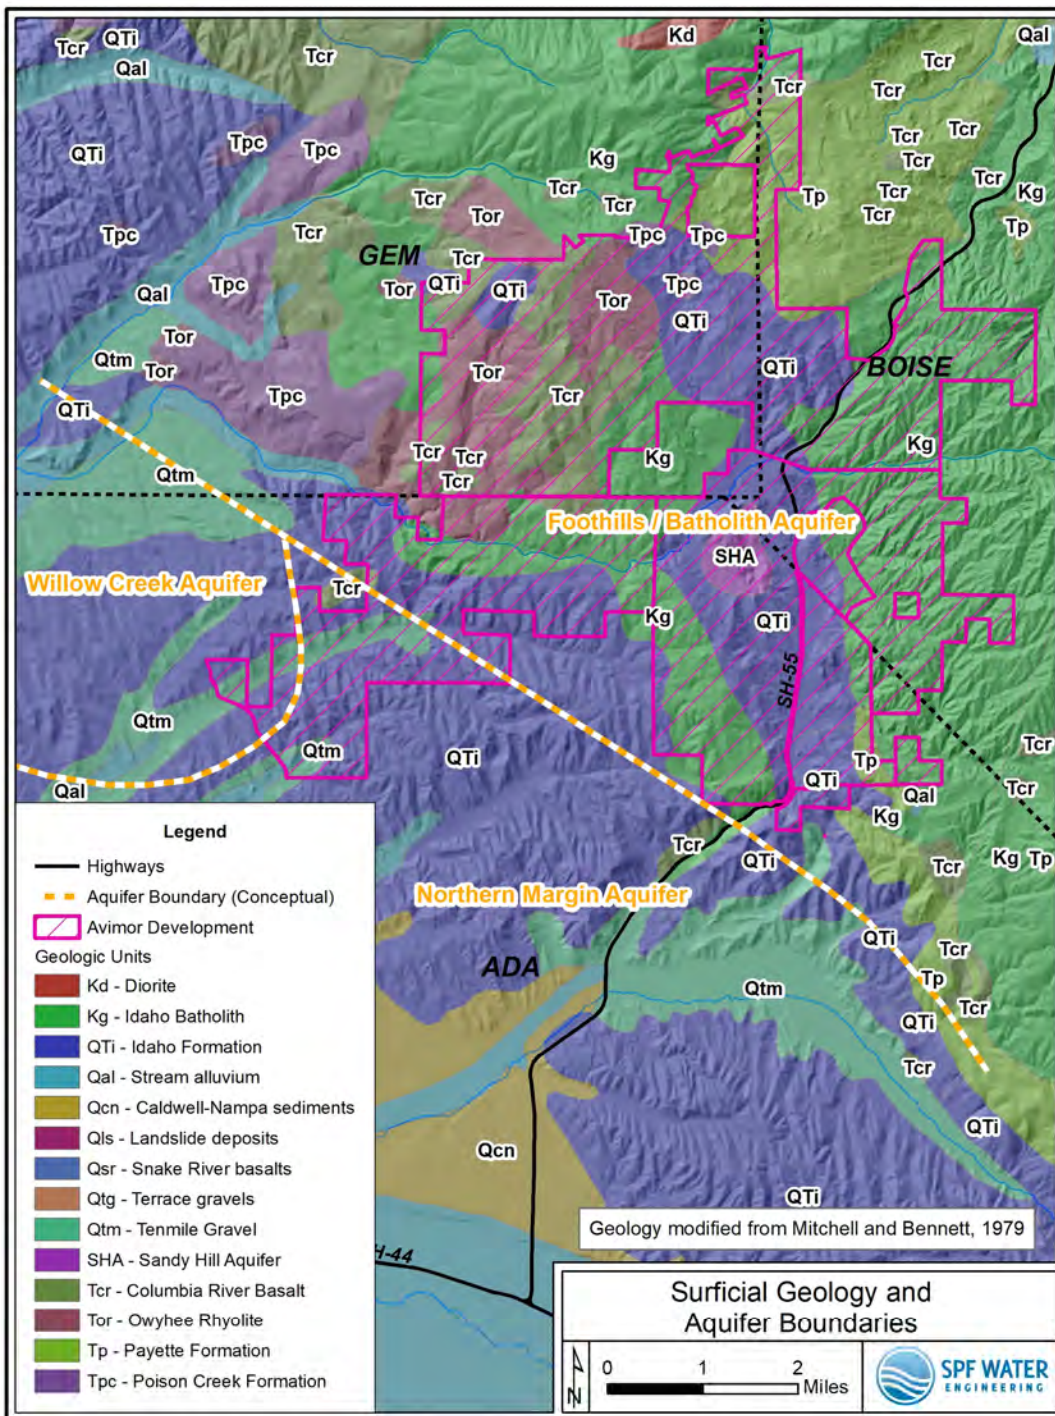 Tcr
QTi
Tcr
Kd
Qal
Qal
Tcr
Tcr
QTi
Tpc
Tpc
Kg
Tcr
Tcr
Tcr
Tcr
Tcr
Kg
Tcr
Tcr
Tcr
Tor
Tcr
Tp
Tcr
Tp
Tpc
Tcr
GEM
Tcr
Tpc
Tpc
Tpc
Tor
QTi
QTi
Tpc
Qal
Tor
QTi
Tor
Qtm
Tor
Tor
QTi
BOISE
QTi
Tpc
Tcr
Tcr
Tcr
Tcr
Kg
Kg
Qtm
Foothills / Batholith Aquifer
SHA
Willow Creek Aquifer
Tcr
Kg
QTi
SH-55
Qtm
Qtm
QTi
Tp
Tcr
QTi
Tcr
Qal
Qal
Kg
Tcr
QTi
Tcr
Kg
Tp
Northern Margin Aquifer
QTi
Tcr
ADA
Tp
Qtm
Tcr
QTi
Tcr
QTi
Qcn
QTi
H-44
Legend
Highways
Aquifer Boundary (Conceptual)
Avimor Development
Geologic Units
Kd - Diorite
Kg - Idaho Batholith
QTi - Idaho Formation
Qal - Stream alluvium
Qcn - Caldwell-Nampa sediments
Qls - Landslide deposits
Qsr - Snake River basalts
Qtg - Terrace gravels
Qtm - Tenmile Gravel
SHA - Sandy Hill Aquifer
Tcr - Columbia River Basalt
Tor - Owyhee Rhyolite
Tp - Payette Formation
Tpc - Poison Creek Formation
Geology modified from Mitchell and Bennett, 1979
Surficial Geology and
Aquifer Boundaries
N
0 1 2
Miles
SPF WATER
ENGINEERING